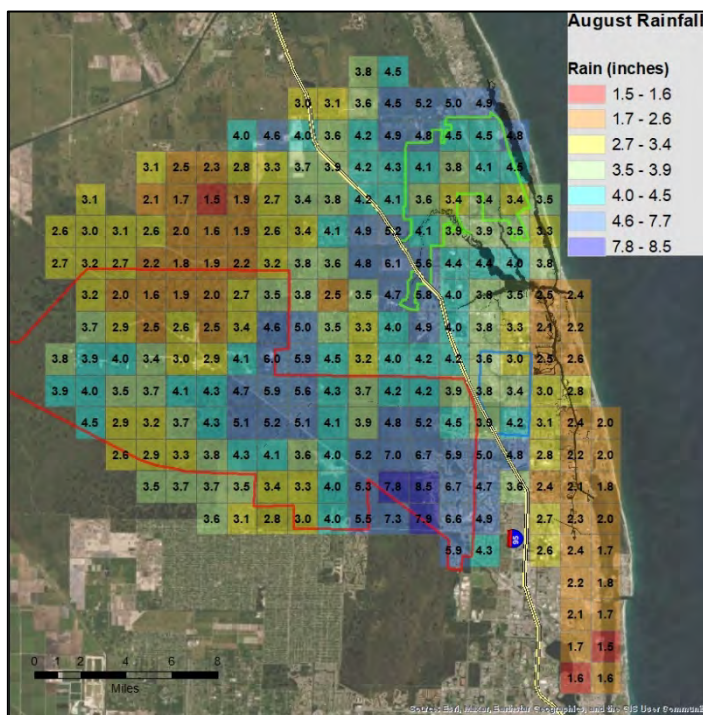 August Rainfall
Rain (inches)
1.5 - 1.6
1.7 - 2.6
2.7 - 3.4
3.5 - 3.9
4.0 - 4.5
4.6 - 7.7
7.8 - 8.5
3.8 4.5
3.0 3.1 3.6 4.5 5.2 5.0 4.9
4.0 4.6 4.0 3.6 4.2 4.9 4.8 4.5 4.5 4.8
3.1 2.5 2.3 2.8 3.3 3.7 3.9 4.2 4.3 4.1 3.8 4.1 4.5
3.1 2.1 1.7 1.5 1.9 2.7 3.4 3.8 4.2 4.1 3.6 3.4 3.4 3.4 3.5
2.6 3.0 3.1 2.6 2.0 1.6 1.9 2.6 3.4 4.1 4.9 5.2 4.1 3.9 3.9 3.5 3.3
2.7 3.2 2.7 2.2 1.8 1.9 2.2 3.2 3.8 3.6 4.8 6.1 5.6 4.4 4.4 4.0 3.8
3.2 2.0 1.6 1.9 2.0 2.7 3.5 3.8 2.5 3.5 4.7 5.8 4.0 3.8 3.5 2.5 2.4
3.7 2.9 2.5 2.6 2.5 3.4 4.6 5.0 3.5 3.3 4.0 4.9 4.0 3.8 3.3 2.1 2.2
3.8 3.9 4.0 3.4 3.0 2.9 4.1 6.0 5.9 4.5 3.2 4.0 4.2 4.2 3.6 3.0 2.5 2.6
3.9 4.0 3.5 3.7 4.1 4.3 4.7 5.9 5.6 4.3 3.7 4.2 4.2 3.9 3.8 3.4 3.0 2.8
4.5 2.9 3.2 3.7 4.3 5.1 5.2 5.1 4.1 3.9 4.8 5.2 4.5 3.9 4.2 3.1 2.4 2.0
2.6 2.9 3.3 3.8 4.3 4.1 3.6 4.0 5.2 7.0 6.7 5.9 5.0 4.8 2.8 2.2 2.0
3.5 3.7 3.7 3.5 3.4 3.3 4.0 5.3 7.8 8.5 6.7 4.7 3.6 2.4 2.1 1.8
3.6 3.1 2.8 3.0 4.0 5.5 7.3 7.9 6.6 4.9 2.7 2.3 2.0
5.9 4.3 95 2.6 2.4 1.7
2.2 1.8
2.1 1.7
1.7 1.5
1.6 1.6
0 2 4 6 8
Miles
and the GIS User Communi